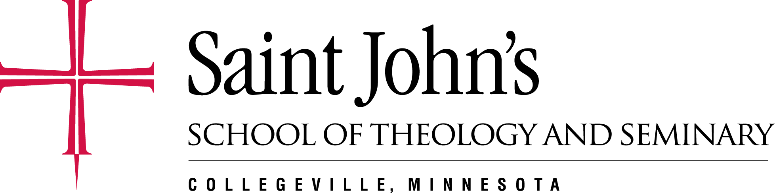 Saint John's
SCHOOL OF THEOLOGY AND SEMINARY
COLLEGEVILLE, MINNESOTA